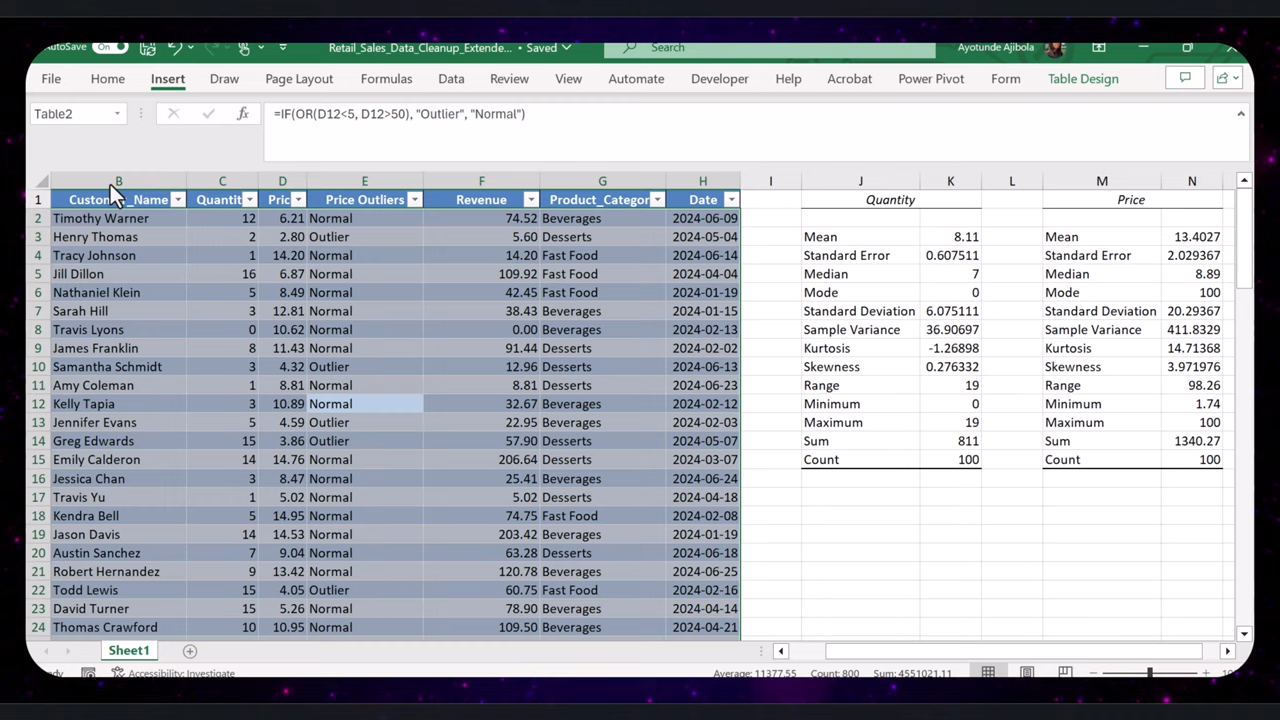 AutoSave On Retail_Sales_Data_Cleanup_Extende... • Saved Search Ayotunde Ajibola
File Home Insert Draw Page Layout Formulas Data Review View Automate Developer Help Acrobat Power Pivot Form Table Design
Table2 fx =IF(OR(D12<5, D12>50), "Outlier", "Normal")
B C D E F G H I J K L M N
1 Custom _Name Quantit Pric Price Outliers Revenue Product_Categor Date Quantity Price
2 Timothy Warner 12 6.21 Normal 74.52 Beverages 2024-06-09
3 Henry Thomas 2 2.80 Outlier 5.60 Desserts 2024-05-04 Mean 8.11 Mean 13.4027
4 Tracy Johnson 1 14.20 Normal 14.20 Fast Food 2024-06-14 Standard Error 0.607511 Standard Error 2.029367
5 Jill Dillon 16 6.87 Normal 109.92 Fast Food 2024-04-04 Median 7 Median 8.89
6 Nathaniel Klein 5 8.49 Normal 42.45 Fast Food 2024-01-19 Mode 0 Mode 100
7 Sarah Hill 3 12.81 Normal 38.43 Beverages 2024-01-15 Standard Deviation 6.075111 Standard Deviation 20.29367
8 Travis Lyons 0 10.62 Normal 0.00 Beverages 2024-02-13 Sample Variance 36.90697 Sample Variance 411.8329
9 James Franklin 8 11.43 Normal 91.44 Desserts 2024-02-02 Kurtosis -1.26898 Kurtosis 14.71368
10 Samantha Schmidt 3 4.32 Outlier 12.96 Desserts 2024-06-13 Skewness 0.276332 Skewness 3.971976
11 Amy Coleman 1 8.81 Normal 8.81 Desserts 2024-06-23 Range 19 Range 98.26
12 Kelly Tapia 3 10.89 Normal 32.67 Beverages 2024-02-12 Minimum 0 Minimum 1.74
13 Jennifer Evans 5 4.59 Outlier 22.95 Beverages 2024-02-03 Maximum 19 Maximum 100
14 Greg Edwards 15 3.86 Outlier 57.90 Desserts 2024-05-07 Sum 811 Sum 1340.27
15 Emily Calderon 14 14.76 Normal 206.64 Desserts 2024-03-07 Count 100 Count 100
16 Jessica Chan 3 8.47 Normal 25.41 Beverages 2024-06-24
17 Travis Yu 1 5.02 Normal 5.02 Desserts 2024-04-18
18 Kendra Bell 5 14.95 Normal 74.75 Fast Food 2024-02-08
19 Jason Davis 14 14.53 Normal 203.42 Beverages 2024-01-19
20 Austin Sanchez 7 9.04 Normal 63.28 Desserts 2024-06-18
21 Robert Hernandez 9 13.42 Normal 120.78 Beverages 2024-06-25
22 Todd Lewis 15 4.05 Outlier 60.75 Fast Food 2024-02-16
23 David Turner 15 5.26 Normal 78.90 Beverages 2024-04-14
24 Thomas Crawford 10 10.95 Normal 109.50 Beverages 2024-04-21
Sheet1
Accessibility: Investigate Average: 11377.55 Count: 800 Sum: 4551021.11